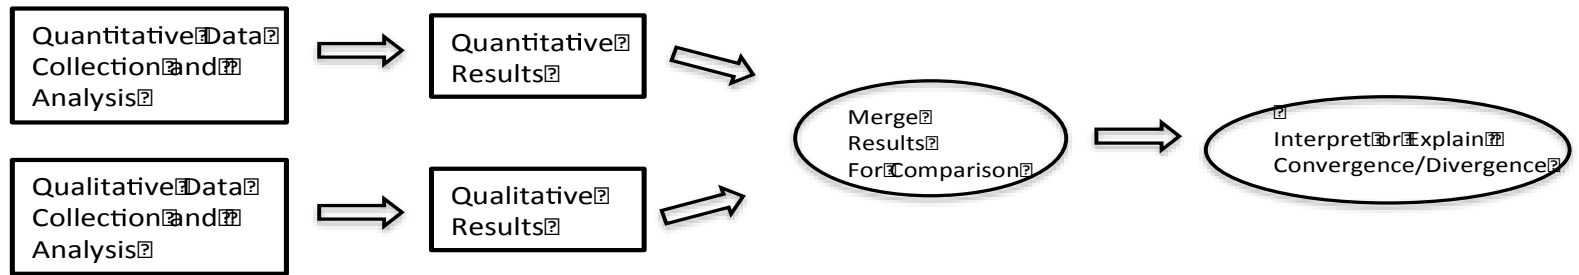 Quantitative Data
Collection and
Analysis
Quantitative
Results
Merge
Results
For Comparison
Interpret or Explain
Convergence/Divergence
Qualitative Data
Collection and
Analysis
Qualitative
Results